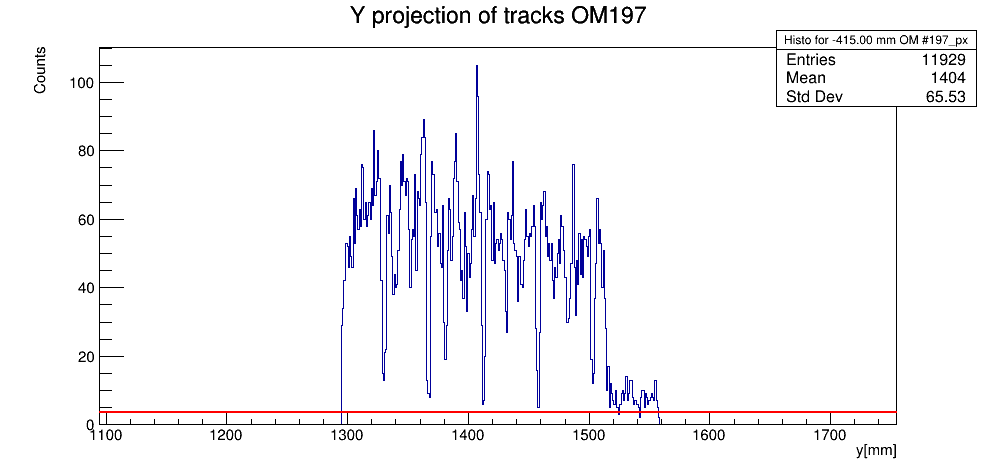 Y projection of tracks OM197
Histo for -415.00 mm OM #197_px
Entries 11929
Mean 1404
Std Dev 65.53
Counts
100
80
60
40
20
0
1100 1200 1300 1400 1500 1600 1700
y[mm]